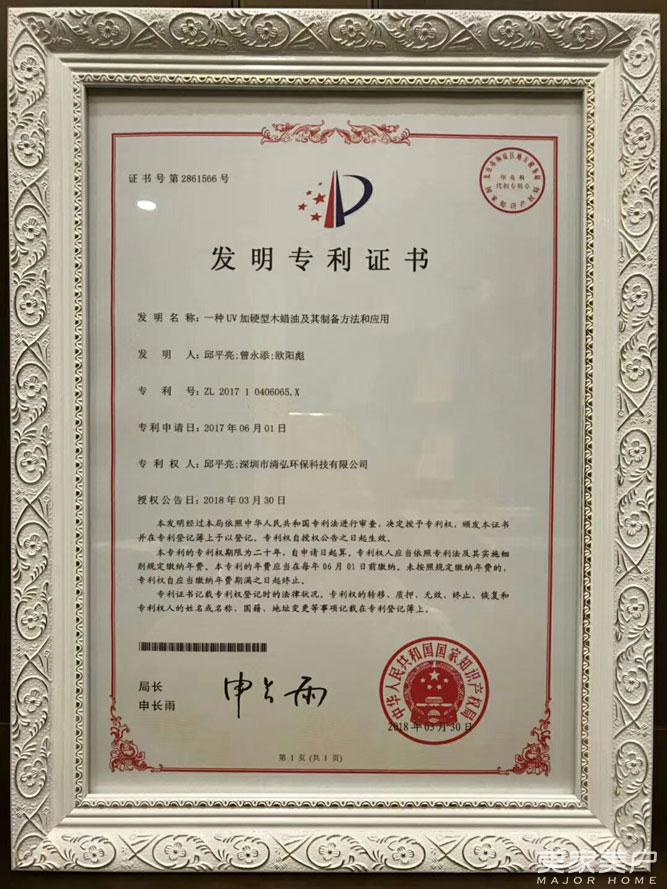 证书号第2861566号
发明专利证书
发明名称：一种UV加硬型木蜡油及其制备方法和应用
发明人：邱平亮;曾永添;欧阳彪
专利号：ZL 2017 1 0406065.X
专利申请日：2017年06月01日
专利权人：邱平亮;深圳市清弘环保科技有限公司
授权公告日：2018年03月30日
本发明经过本局依照中华人民共和国专利法进行审查，决定授予专利权，颁发本证书
并在专利登记簿上予以登记。专利权自授权公告之日起生效。
本专利的专利权期限为二十年，自申请日起算。专利权人应当依照专利法及其实施细
则规定缴纳年费。本专利的年费应当在每年06月01日前缴纳。未按照规定缴纳年费的，
专利权自应当缴纳年费期满之日起终止。
专利证书记载专利权登记时的法律状况。专利权的转移、质押、无效、终止、恢复和
专利权人的姓名或名称、国籍、地址变更等事项记载在专利登记簿上。
局长
申长雨
申长雨
中华人民共和国国家知识产权局
2018年03月30日
第1页(共1页)
MAJOR HOME